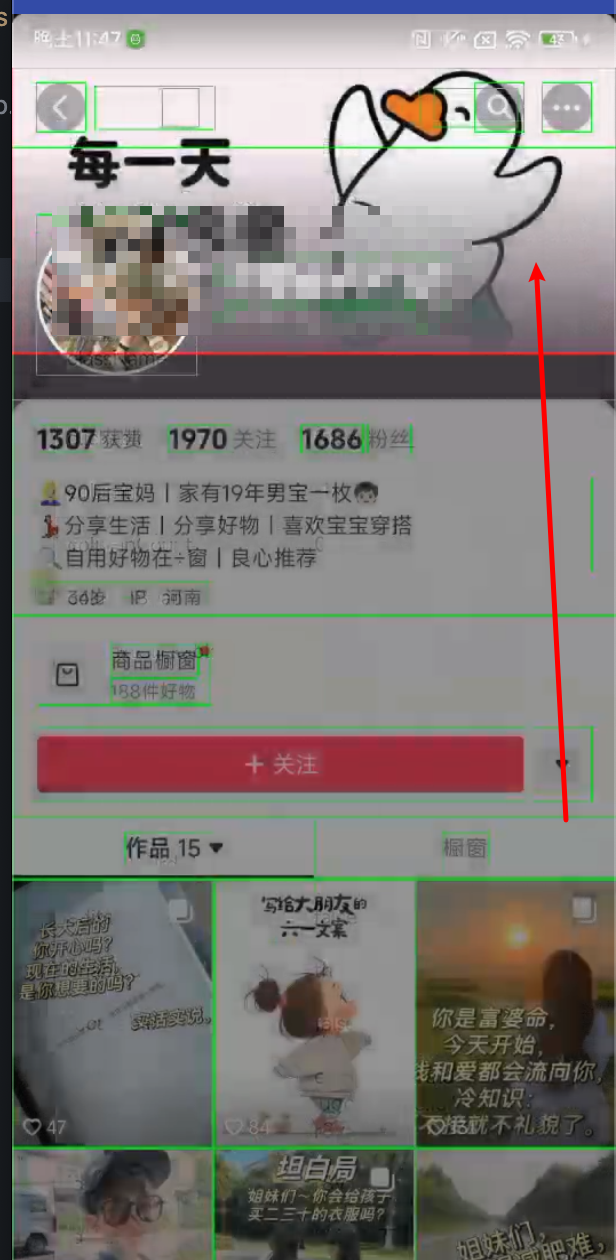 晚上11:47
43
每一天
1307 获赞 1970 关注 1686 粉丝
90后宝妈 | 家有19年男宝一枚
分享生活 | 分享好物 | 喜欢宝宝穿搭
自用好物在÷窗 | 良心推荐
34岁 IP 河南
商品橱窗
188件好物
+ 关注
作品 15
橱窗
长大后的
你开心吗?
现在的生活,
是你想要的吗?
实话实说。
47
写给大朋友的
六一文案
84
你是富婆命,
今天开始,
钱和爱都会流向你,
冷知识:
不接就不礼貌了。
坦白局
姐妹们~你会给孩子
买二三十的衣服吗?
姐妹们,